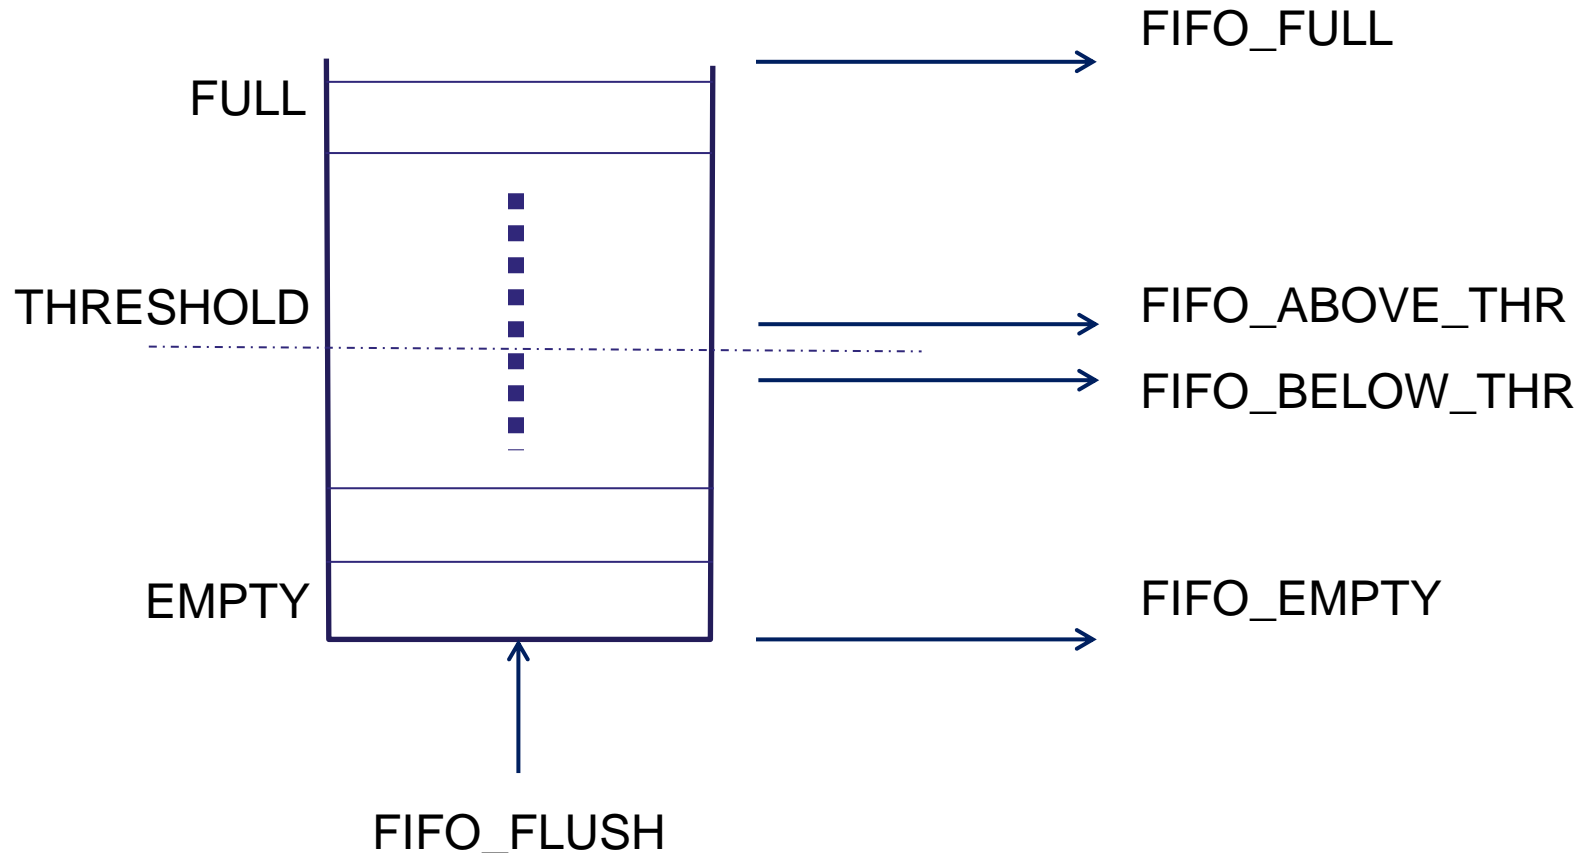 FIFO_FULL
FULL
THRESHOLD
FIFO_ABOVE_THR
FIFO_BELOW_THR
EMPTY
FIFO_EMPTY
FIFO_FLUSH